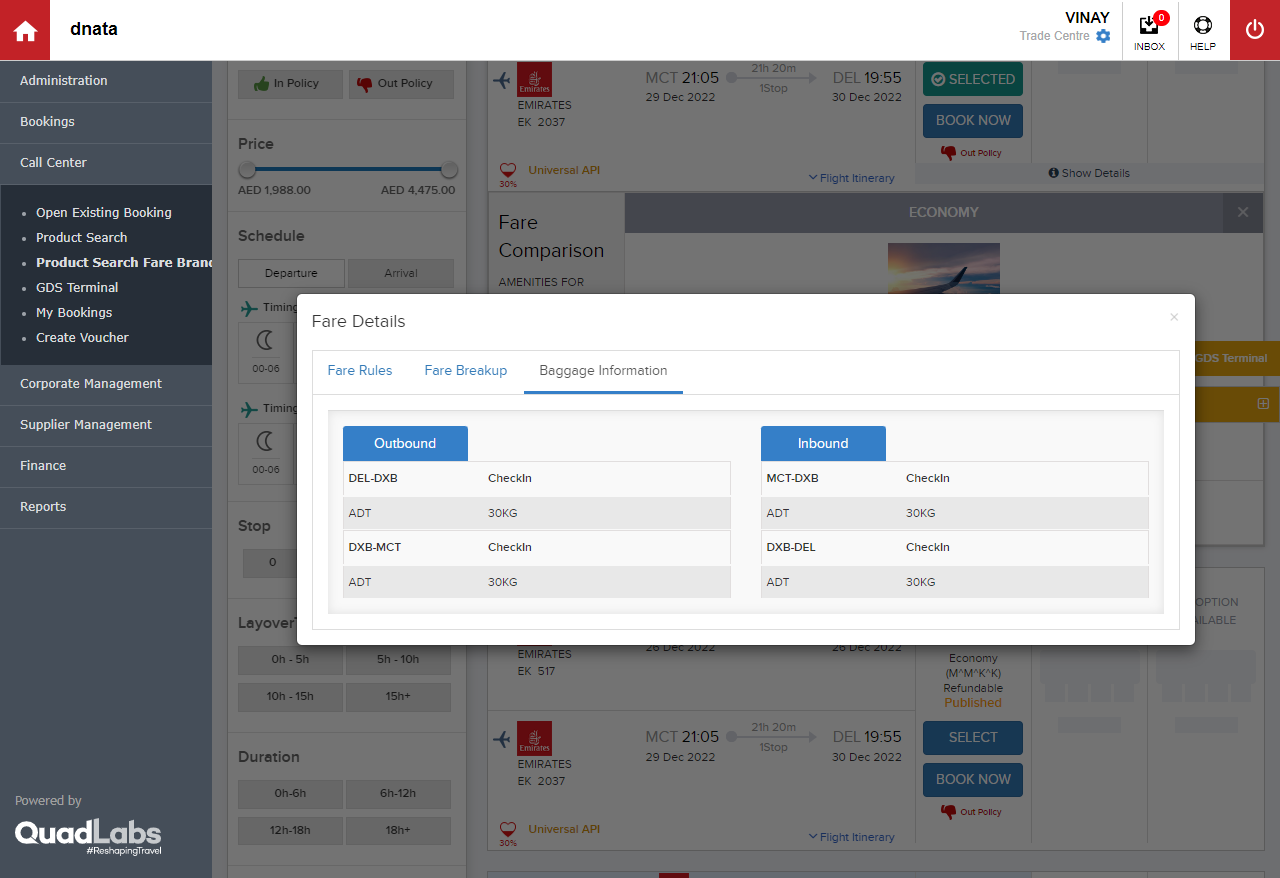 dnata
VINAY
Trade Centre
0
INBOX
HELP
Administration
Bookings
Call Center
Open Existing Booking
Product Search
Product Search Fare Brand
GDS Terminal
My Bookings
Create Voucher
Corporate Management
Supplier Management
Finance
Reports
Powered by
QuadLabs
#ReshapingTravel
In Policy
Out Policy
Price
AED 1,988.00
AED 4,475.00
Schedule
Departure
Arrival
Timing
00-06
Timing
00-06
Stop
0
Layover
0h - 5h
5h - 10h
10h - 15h
15h+
Duration
0h-6h
6h-12h
12h-18h
18h+
Emirates
EMIRATES
EK 2037
MCT 21:05
29 Dec 2022
21h 20m
1Stop
DEL 19:55
30 Dec 2022
SELECTED
BOOK NOW
Out Policy
30%
Universal API
Flight Itinerary
Show Details
Fare
Comparison
AMENITIES FOR
ECONOMY
×
GDS Terminal
Fare Details
×
Fare Rules
Fare Breakup
Baggage Information
Outbound
DEL-DXB CheckIn
ADT 30KG
DXB-MCT CheckIn
ADT 30KG
Inbound
MCT-DXB CheckIn
ADT 30KG
DXB-DEL CheckIn
ADT 30KG
OPTION
EMIRATES
EK 517
26 Dec 2022
26 Dec 2022
Economy
(M^M^K^K)
Refundable
Published
Emirates
EMIRATES
EK 2037
MCT 21:05
29 Dec 2022
21h 20m
1Stop
DEL 19:55
30 Dec 2022
SELECT
BOOK NOW
Out Policy
30%
Universal API
Flight Itinerary